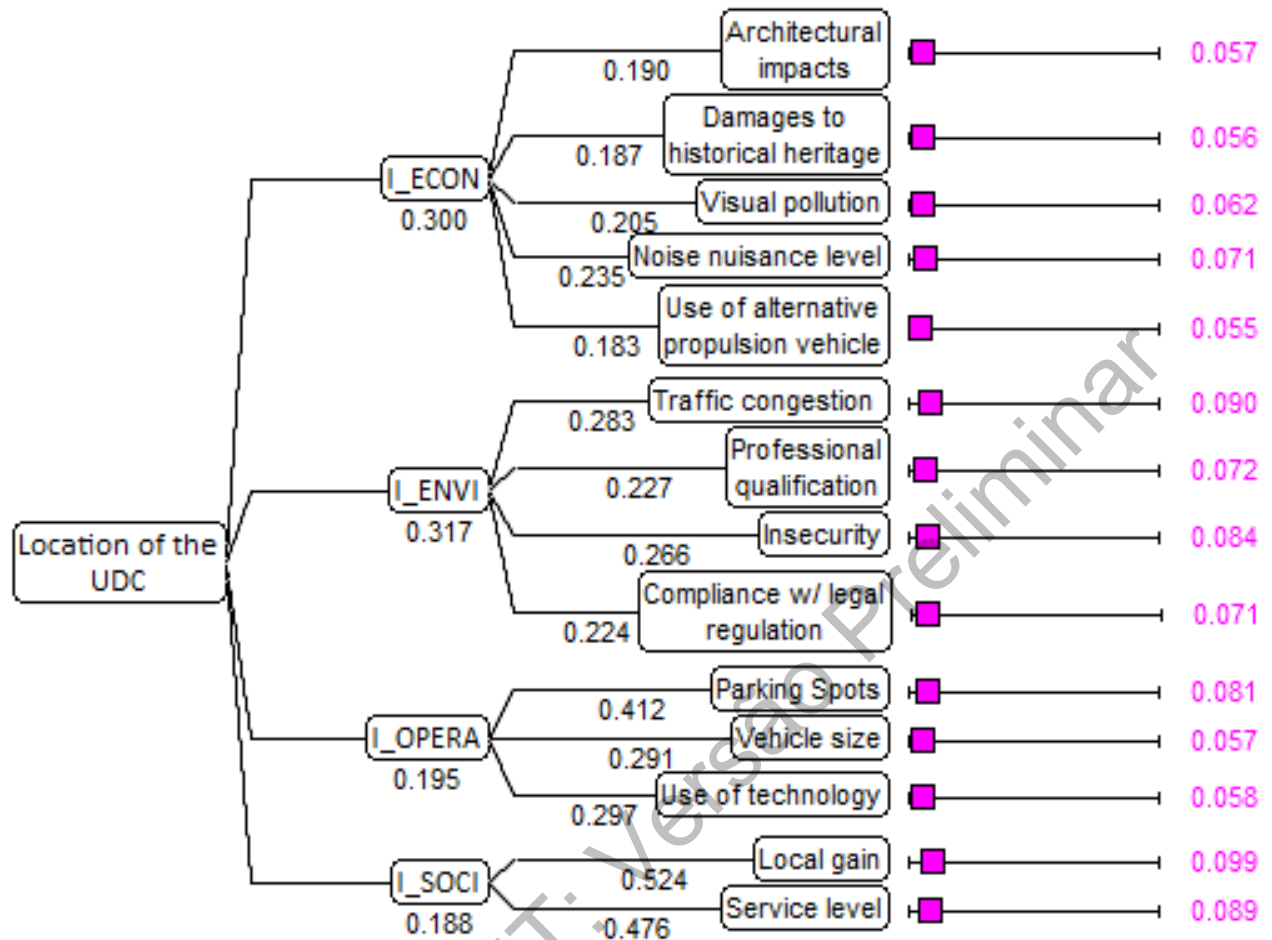 Architectural
impacts
0.190
0.057
Damages to
historical heritage
0.187
0.056
I_ECON
0.300
Visual pollution
0.205
0.062
Noise nuisance level
0.235
0.071
Use of alternative
propulsion vehicle
0.183
0.055
Traffic congestion
0.283
0.090
Professional
qualification
0.227
0.072
I_ENVI
0.317
Insecurity
0.266
0.084
Location of the
UDC
Compliance w/ legal
regulation
0.224
0.071
Parking Spots
0.412
0.081
I_OPERA
0.195
Vehicle size
0.291
0.057
Use of technology
0.297
0.058
Local gain
0.524
0.099
I_SOCI
0.188
Service level
0.476
0.089
T: Versão Preliminar